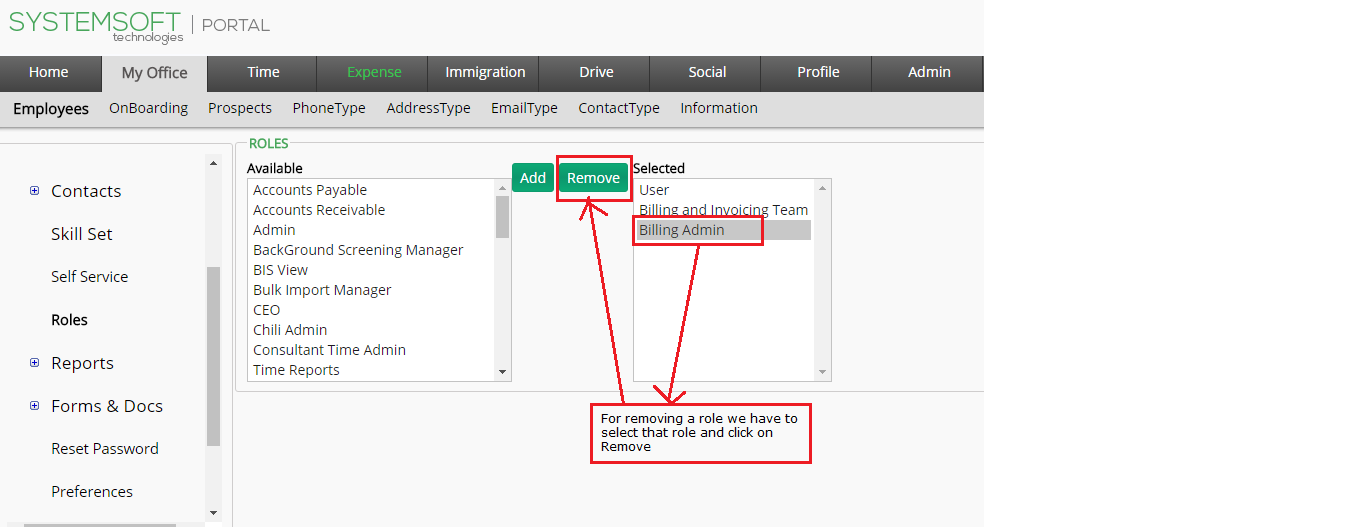 SYSTEMSOFT | PORTAL
technologies
Home My Office Time Expense Immigration Drive Social Profile Admin
Employees OnBoarding Prospects PhoneType AddressType EmailType ContactType Information
Contacts
Skill Set
Self Service
Roles
Reports
Forms & Docs
Reset Password
Preferences
ROLES
Available
Accounts Payable
Accounts Receivable
Admin
BackGround Screening Manager
BIS View
Bulk Import Manager
CEO
Chili Admin
Consultant Time Admin
Time Reports
Add Remove
Selected
User
Billing and Invoicing Team
Billing Admin
For removing a role we have to
select that role and click on
Remove